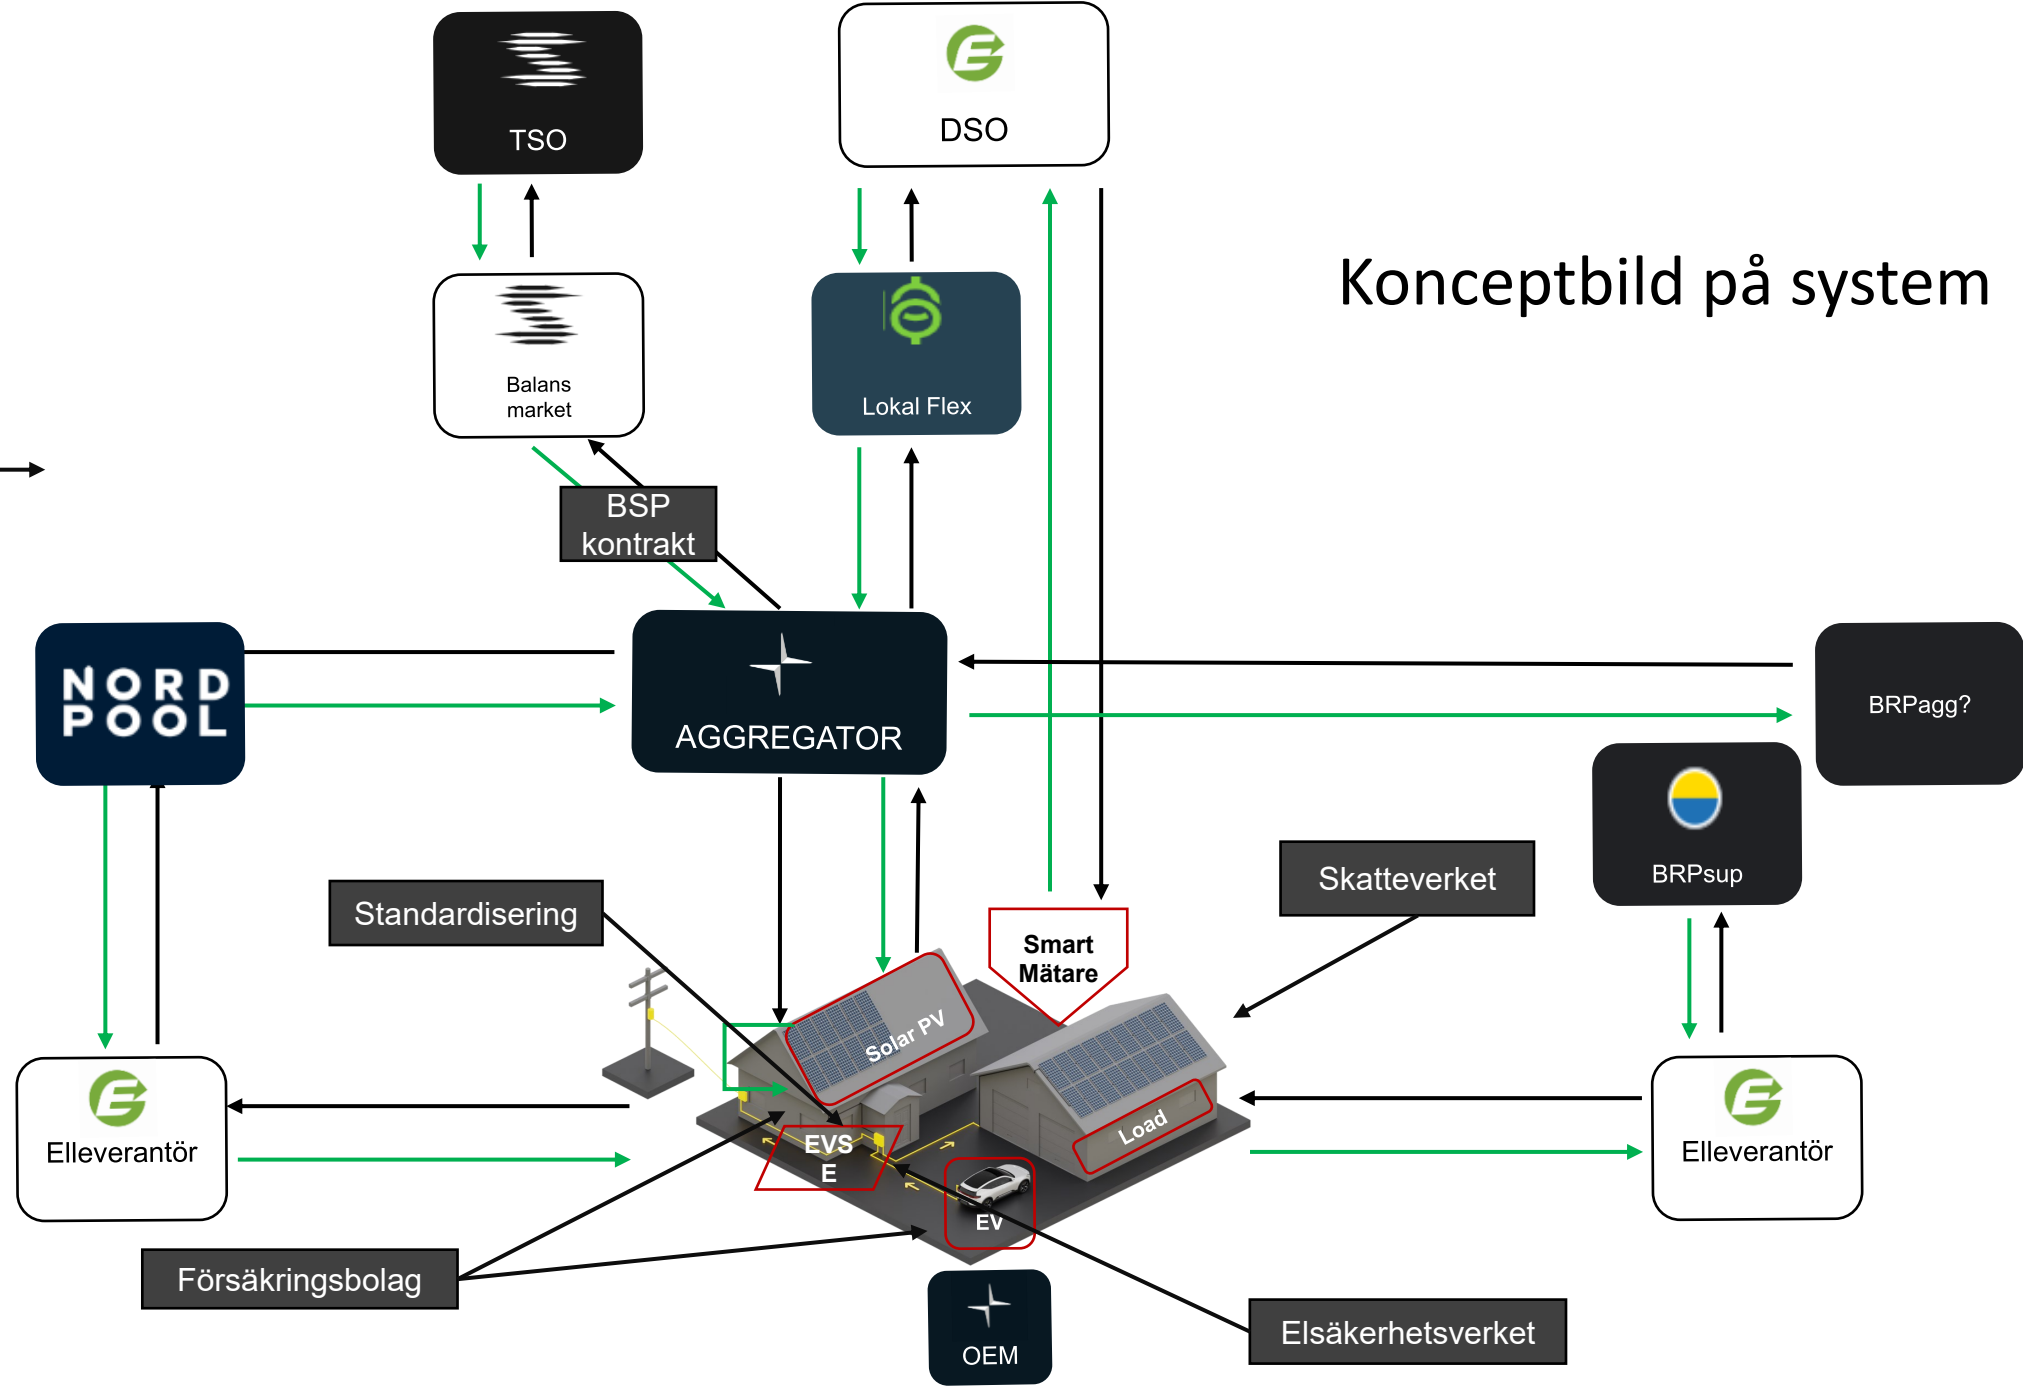 TSO
DSO
Konceptbild på system
Balans
market
Lokal Flex
BSP
kontrakt
NORD
POOL
AGGREGATOR
BRPagg?
BRPsup
Skatteverket
Standardisering
Smart
Mätare
Solar PV
Load
EVS
E
EV
Elleverantör
Elleverantör
Försäkringsbolag
Elsäkerhetsverket
OEM